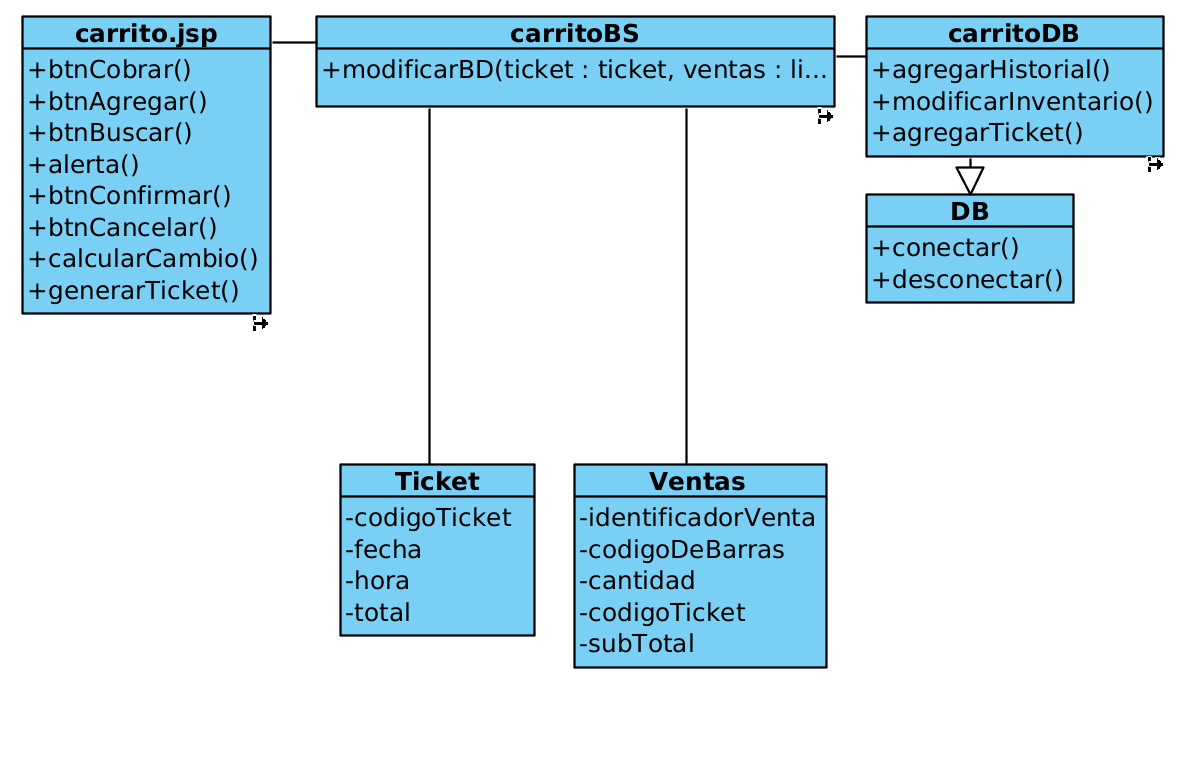 carrito.jsp
+btnCobrar()
+btnAgregar()
+btnBuscar()
+alerta()
+btnConfirmar()
+btnCancelar()
+calcularCambio()
+generarTicket()
carritoBS
+modificarBD(ticket : ticket, ventas : li...
carritoDB
+agregarHistorial()
+modificarInventario()
+agregarTicket()
DB
+conectar()
+desconectar()
Ticket
-codigoTicket
-fecha
-hora
-total
Ventas
-identificadorVenta
-codigoDeBarras
-cantidad
-codigoTicket
-subTotal